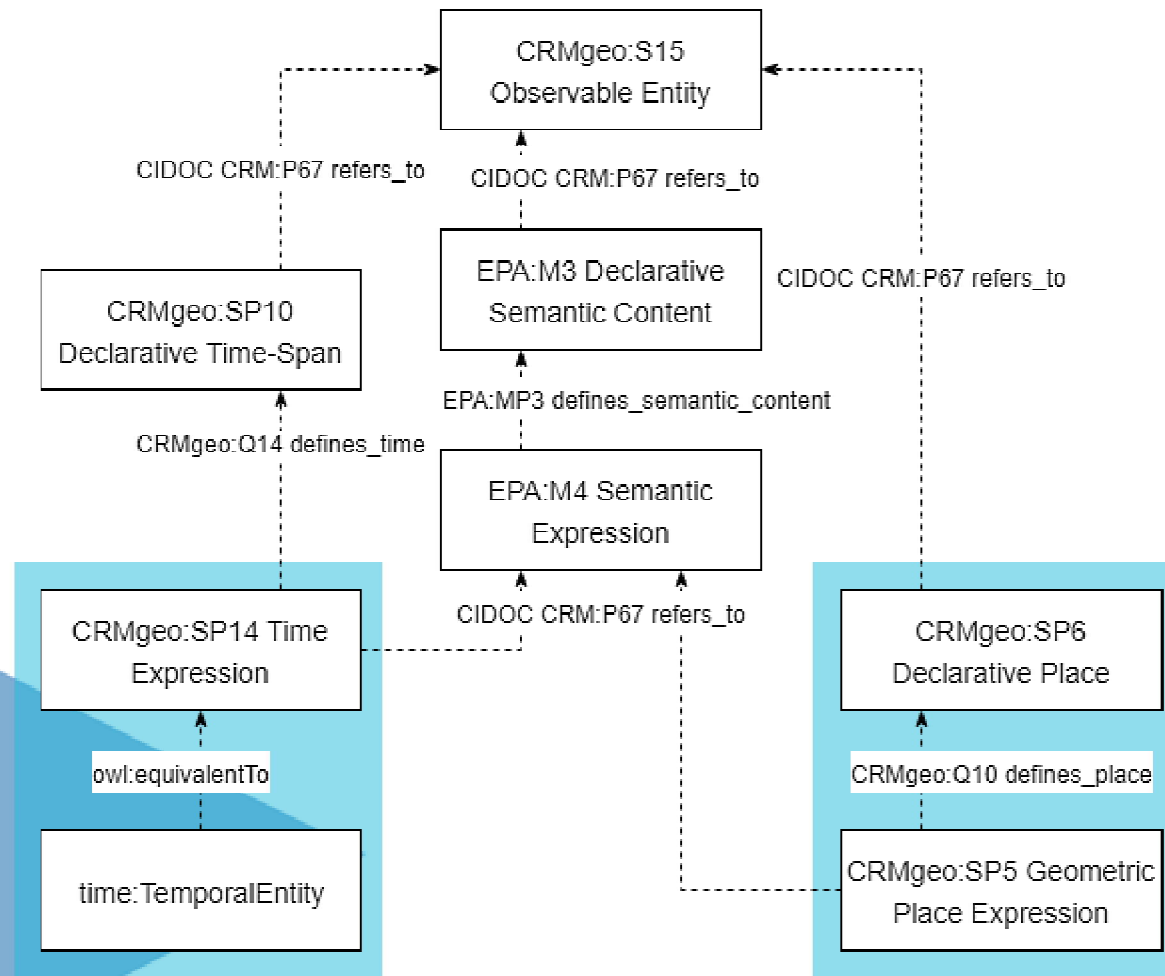 CRMgeo:S15
Observable Entity
CIDOC CRM:P67 refers_to
CIDOC CRM:P67 refers_to
EPA:M3 Declarative
Semantic Content
CIDOC CRM:P67 refers_to
CRMgeo:SP10
Declarative Time-Span
EPA:MP3 defines_semantic_content
CRMgeo:Q14 defines_time
EPA:M4 Semantic
Expression
CIDOC CRM:P67 refers_to
CRMgeo:SP14 Time
Expression
CRMgeo:SP6
Declarative Place
owl:equivalentTo
CRMgeo:Q10 defines_place
time:TemporalEntity
CRMgeo:SP5 Geometric
Place Expression